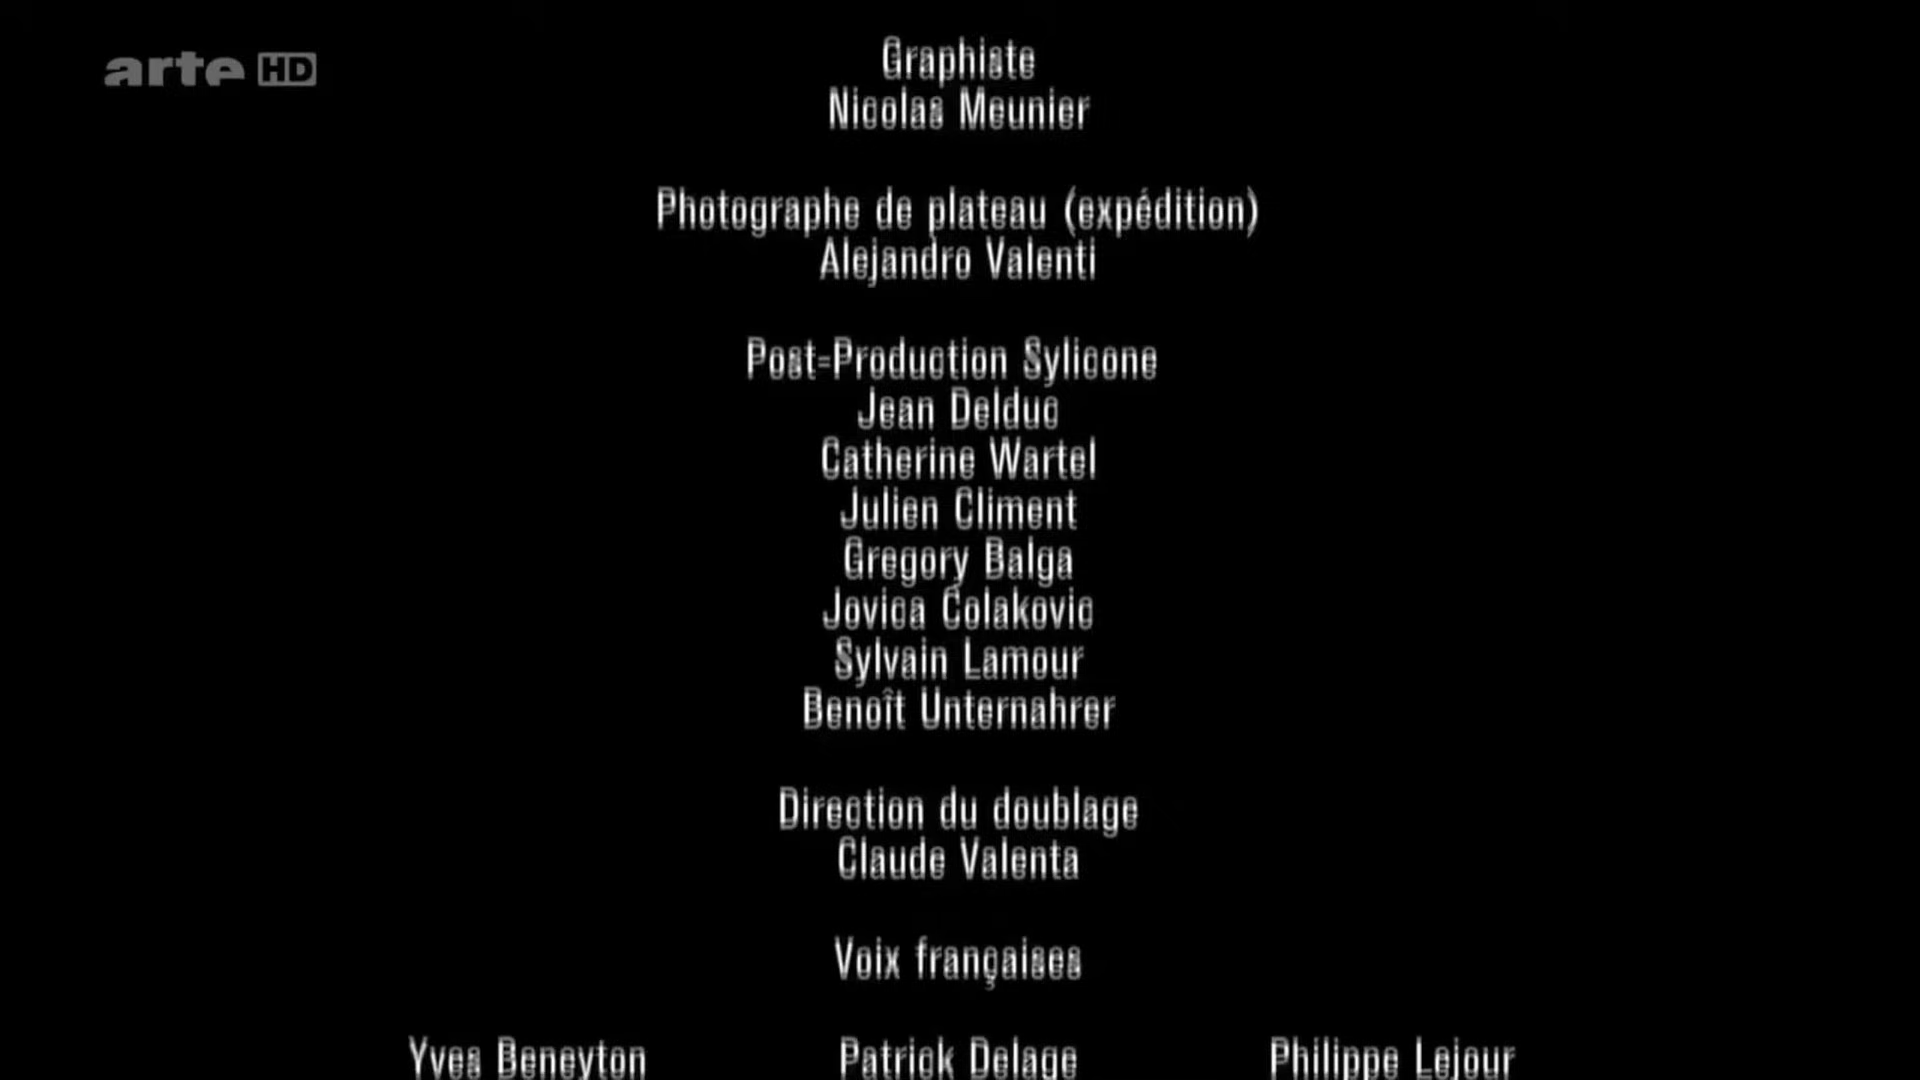 arte HD
Graphiste
Nicolas Meunier
Photographe de plateau (expédition)
Alejandro Valenti
Post-Production Sylicone
Jean Delduc
Catherine Wartel
Julien Climent
Gregory Balga
Jovica Colakovic
Sylvain Lamour
Benoît Unternahrer
Direction du doublage
Claude Valenta
Voix françaises
Yves Beneyton Patrick Delage Philippe Lejour